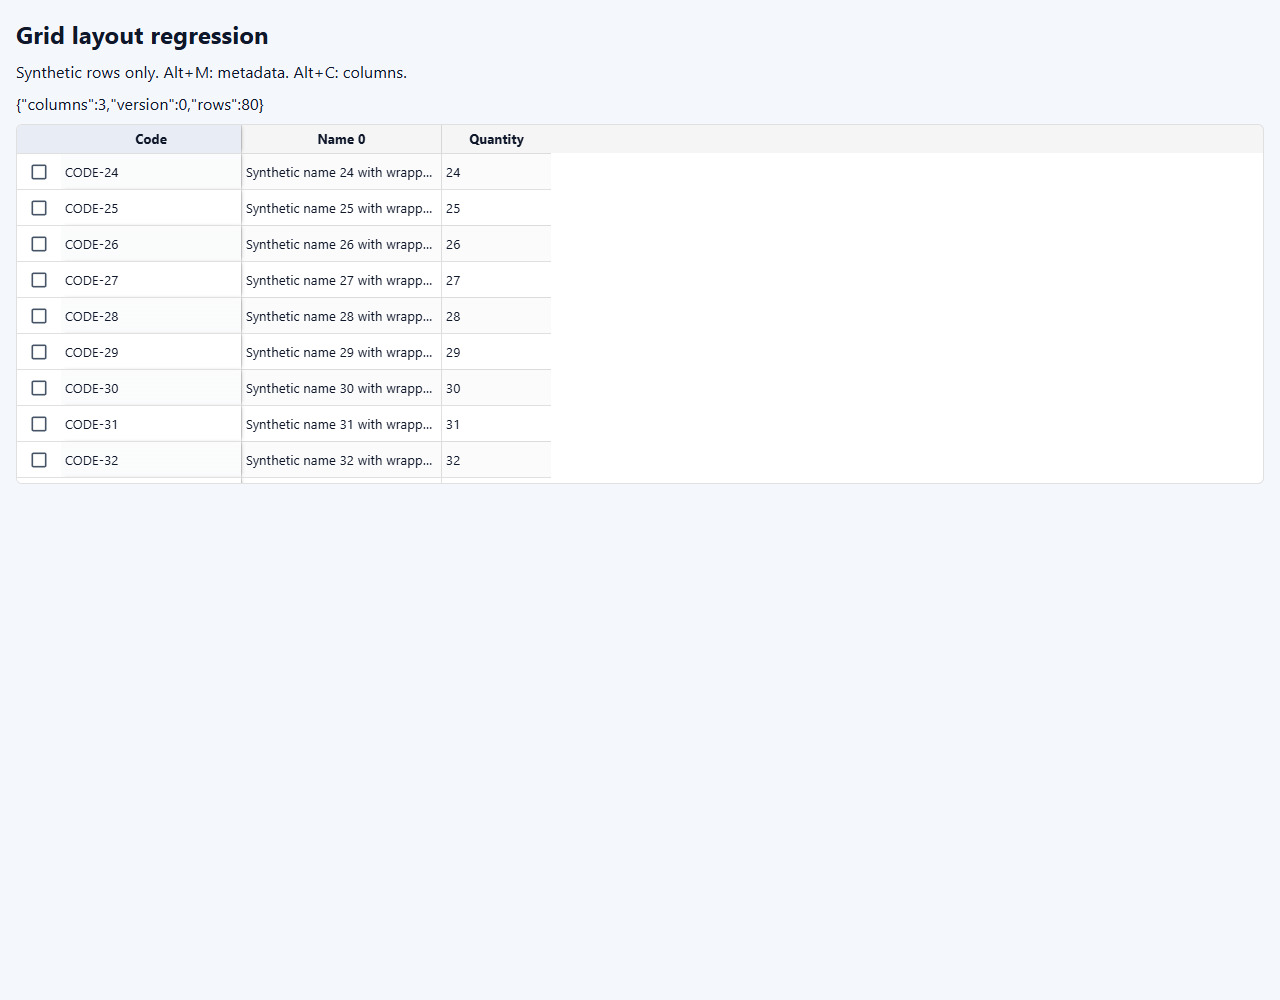 Grid layout regression
Synthetic rows only. Alt+M: metadata. Alt+C: columns.
{"columns":3,"version":0,"rows":80}
Code Name 0 Quantity
CODE-24 Synthetic name 24 with wrapp... 24
CODE-25 Synthetic name 25 with wrapp... 25
CODE-26 Synthetic name 26 with wrapp... 26
CODE-27 Synthetic name 27 with wrapp... 27
CODE-28 Synthetic name 28 with wrapp... 28
CODE-29 Synthetic name 29 with wrapp... 29
CODE-30 Synthetic name 30 with wrapp... 30
CODE-31 Synthetic name 31 with wrapp... 31
CODE-32 Synthetic name 32 with wrapp... 32